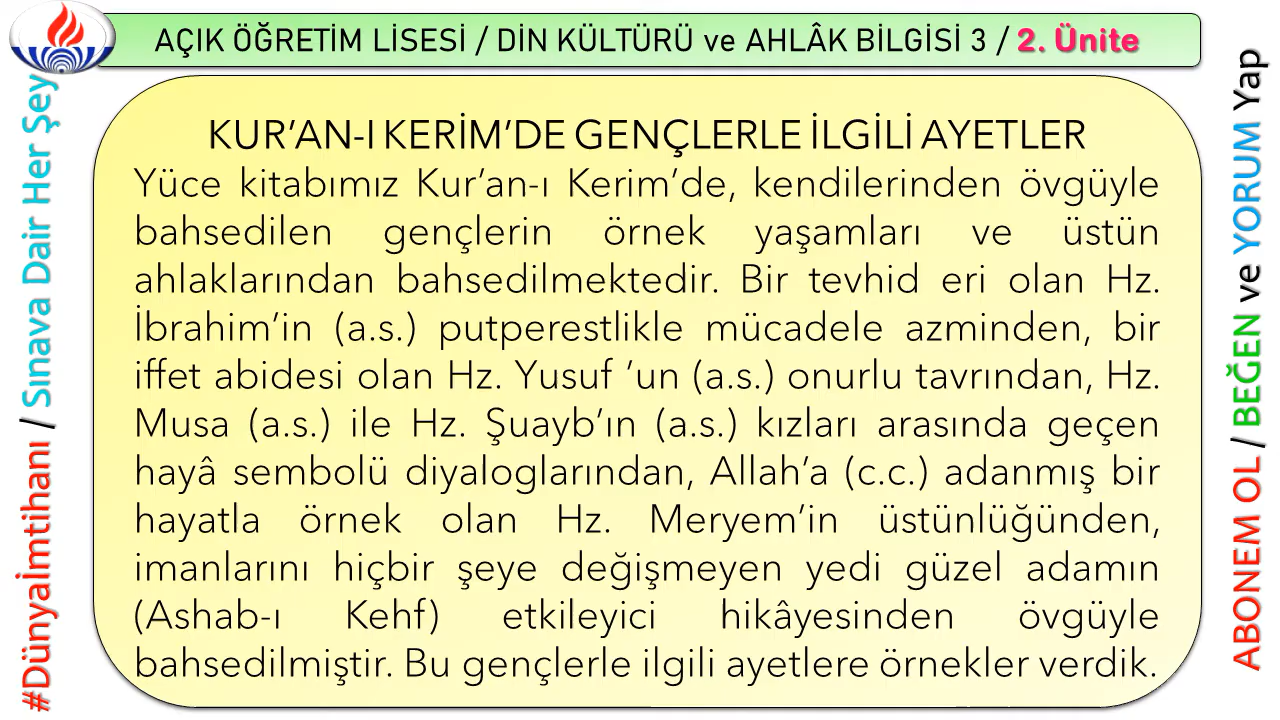 AÇIK ÖĞRETİM LİSESİ / DİN KÜLTÜRÜ ve AHLÂK BİLGİSİ 3 / 2. Ünite
#Dünyaİmtihanı / Sınava Dair Her Şey
KUR’AN-I KERİM’DE GENÇLERLE İLGİLİ AYETLER
Yüce kitabımız Kur’an-ı Kerim’de, kendilerinden övgüyle
bahsedilen gençlerin örnek yaşamları ve üstün
ahlaklarından bahsedilmektedir. Bir tevhid eri olan Hz.
İbrahim’in (a.s.) putperestlikle mücadele azminden, bir
iffet abidesi olan Hz. Yusuf ’un (a.s.) onurlu tavrından, Hz.
Musa (a.s.) ile Hz. Şuayb’ın (a.s.) kızları arasında geçen
hayâ sembolü diyaloglarından, Allah’a (c.c.) adanmış bir
hayatla örnek olan Hz. Meryem’in üstünlüğünden,
imanlarını hiçbir şeye değişmeyen yedi güzel adamın
(Ashab-ı Kehf) etkileyici hikâyesinden övgüyle
bahsedilmiştir. Bu gençlerle ilgili ayetlere örnekler verdik.
ABONEM OL / BEĞEN ve YORUM Yap